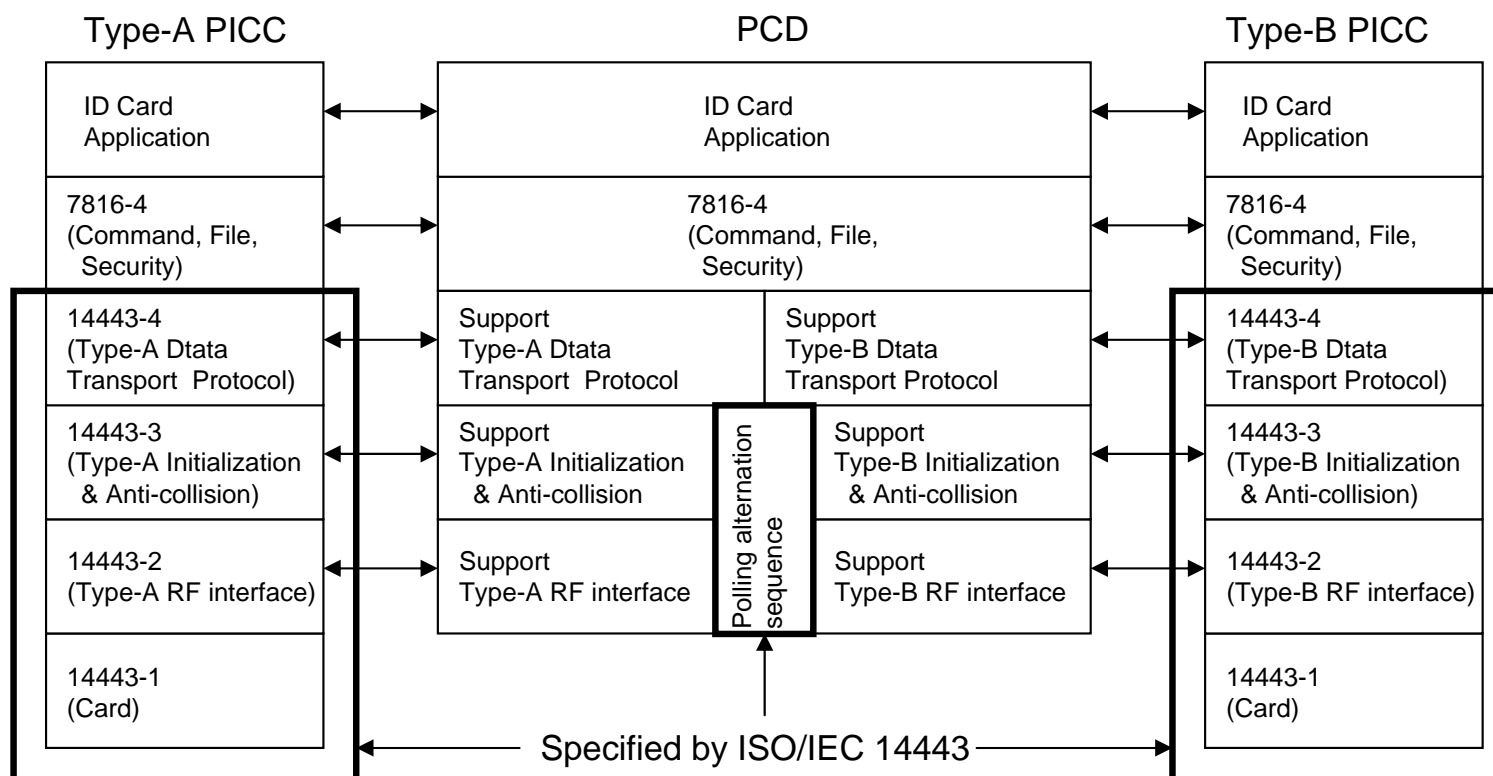 Type-A PICC
PCD
Type-B PICC
ID Card
Application
ID Card
Application
ID Card
Application
7816-4
(Command, File,
Security)
7816-4
(Command, File,
Security)
7816-4
(Command, File,
Security)
14443-4
(Type-A Dtata
Transport Protocol)
Support
Type-A Dtata
Transport Protocol
Support
Type-B Dtata
Transport Protocol
14443-4
(Type-B Dtata
Transport Protocol)
14443-3
(Type-A Initialization
& Anti-collision)
Support
Type-A Initialization
& Anti-collision
Polling alternation
sequence
Support
Type-B Initialization
& Anti-collision
14443-3
(Type-B Initialization
& Anti-collision)
14443-2
(Type-A RF interface)
Support
Type-A RF interface
Support
Type-B RF interface
14443-2
(Type-B RF interface)
14443-1
(Card)
14443-1
(Card)
Specified by ISO/IEC 14443